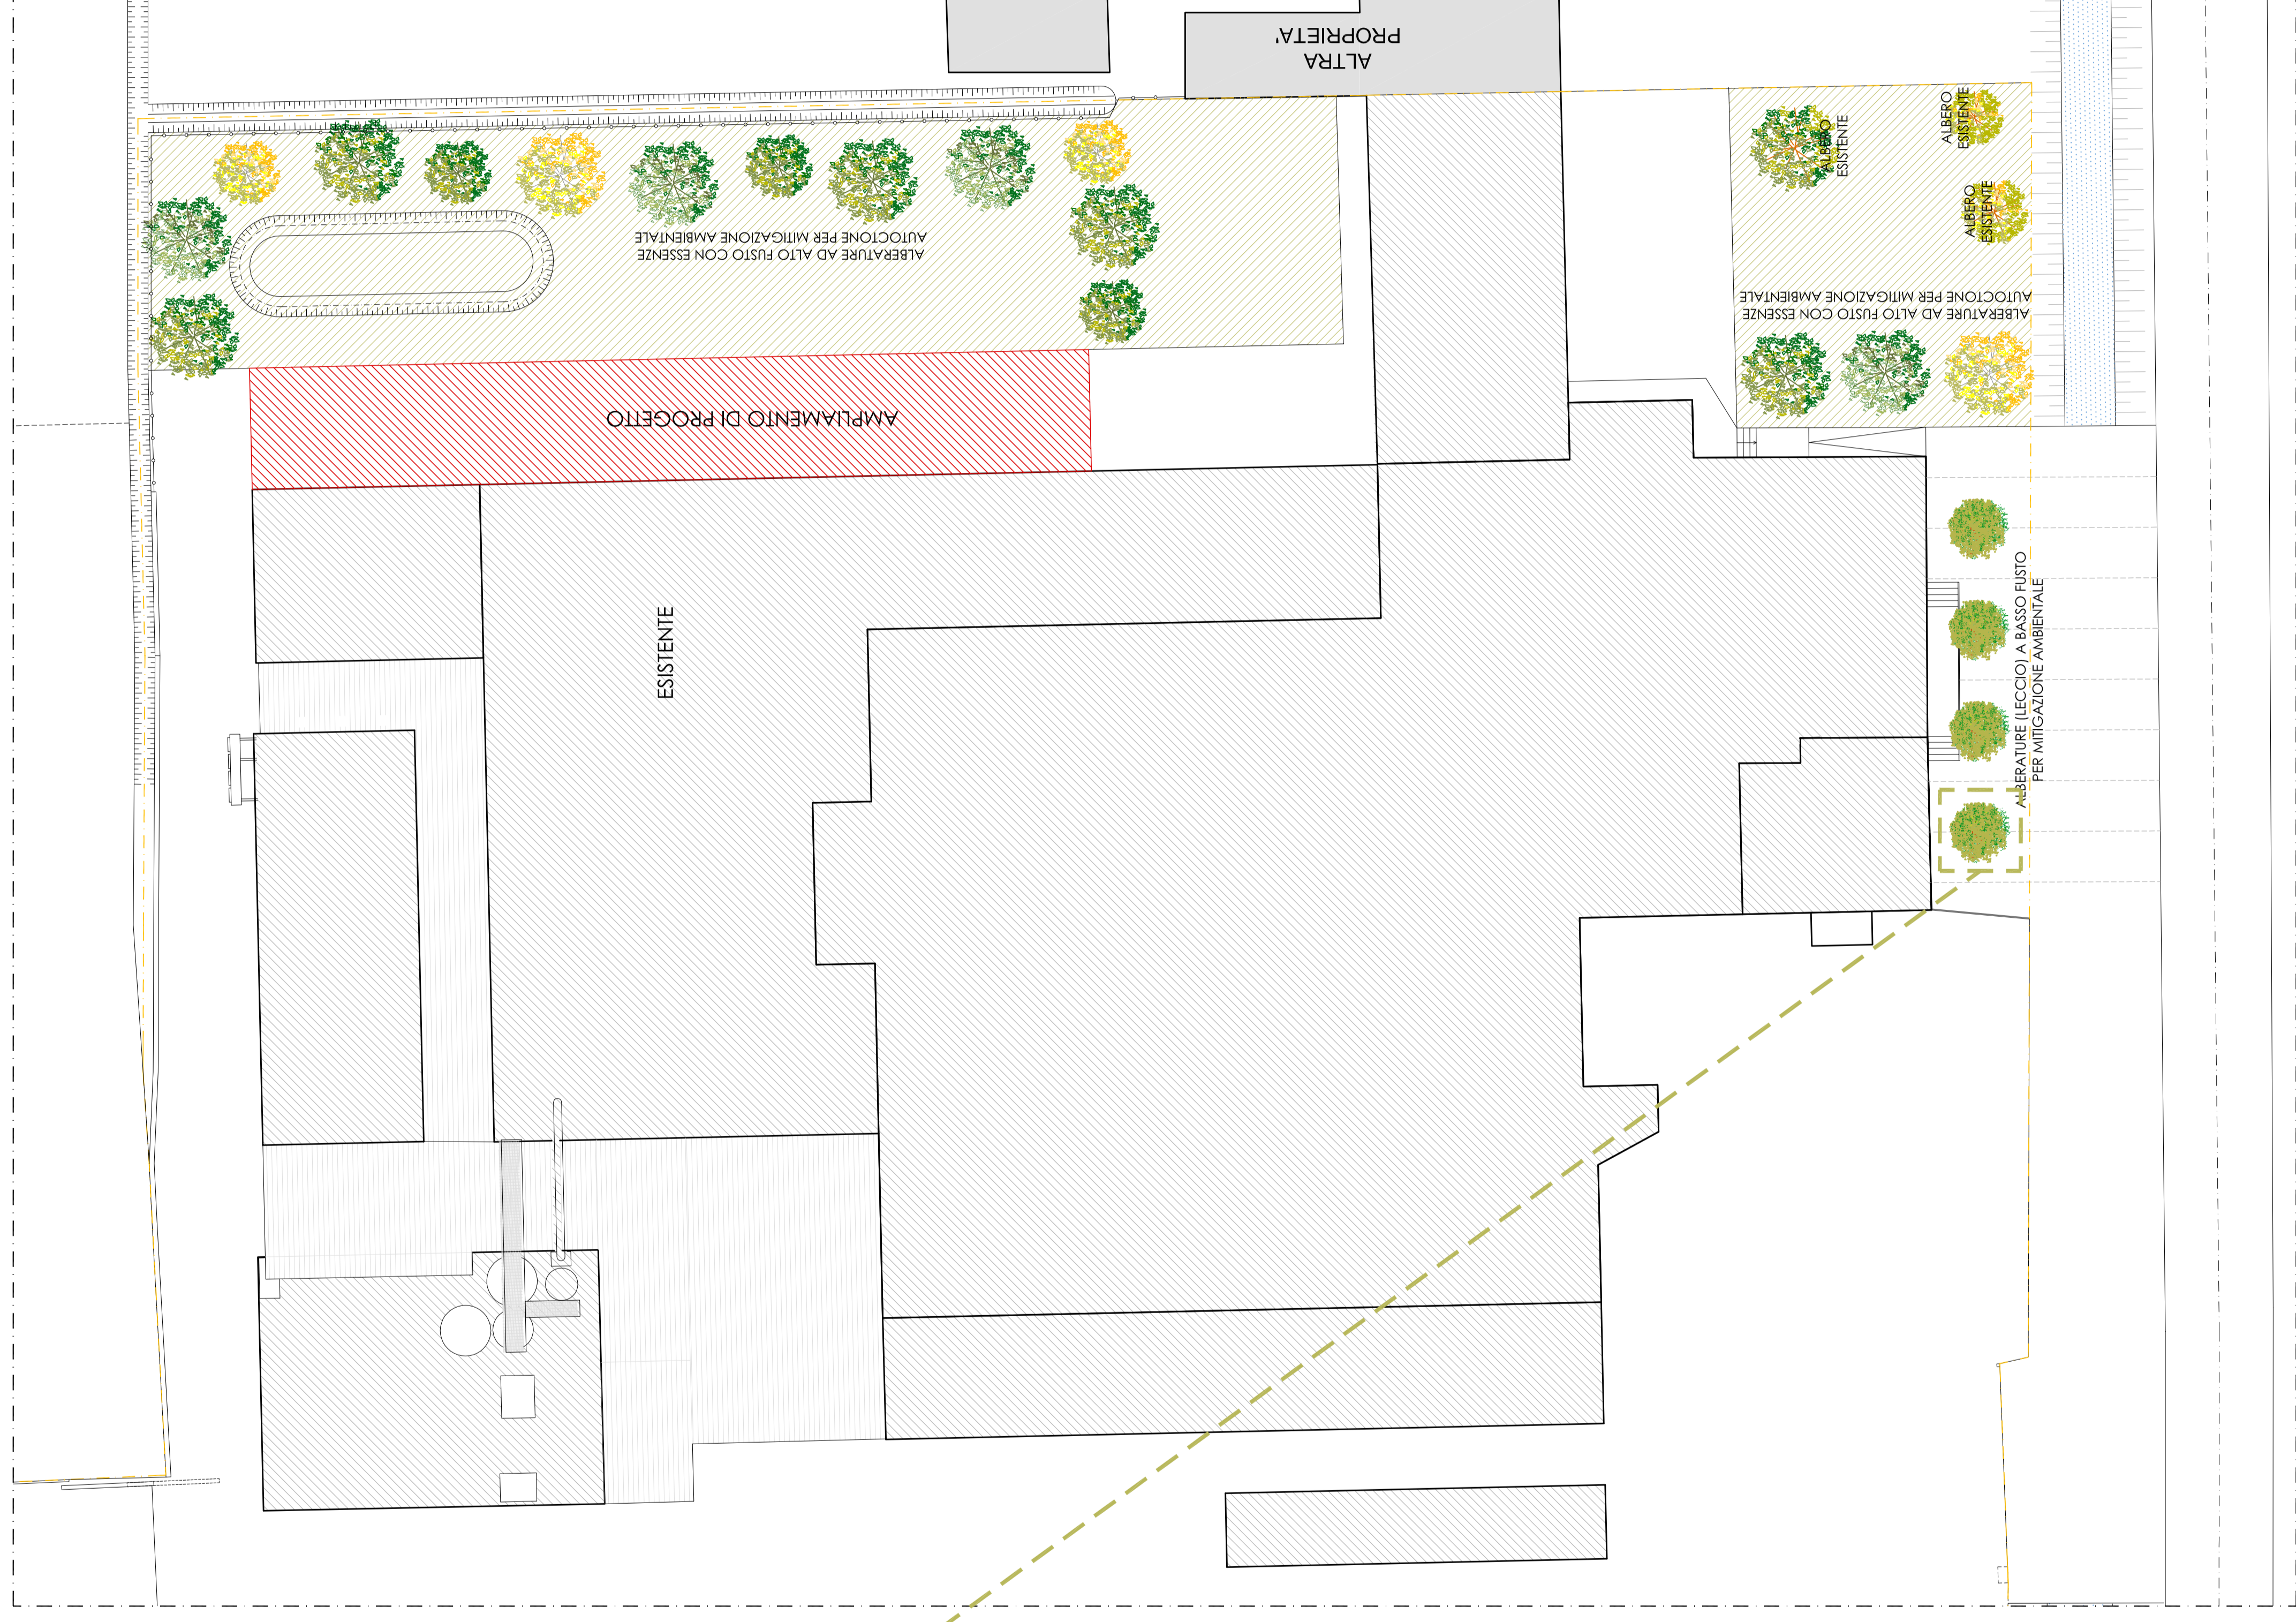 ALTRA
PROPRIETA'
ALBERO
ESISTENTE
ALBERO
ESISTENTE
ALBERO
ESISTENTE
ALBERATURE AD ALTO FUSTO CON ESSENZE
AUTOCTONE PER MITIGAZIONE AMBIENTALE
ALBERATURE AD ALTO FUSTO CON ESSENZE
AUTOCTONE PER MITIGAZIONE AMBIENTALE
AMPLIAMENTO DI PROGETTO
ESISTENTE
ALBERATURE (LECCIO) A BASSO FUSTO
PER MITIGAZIONE AMBIENTALE